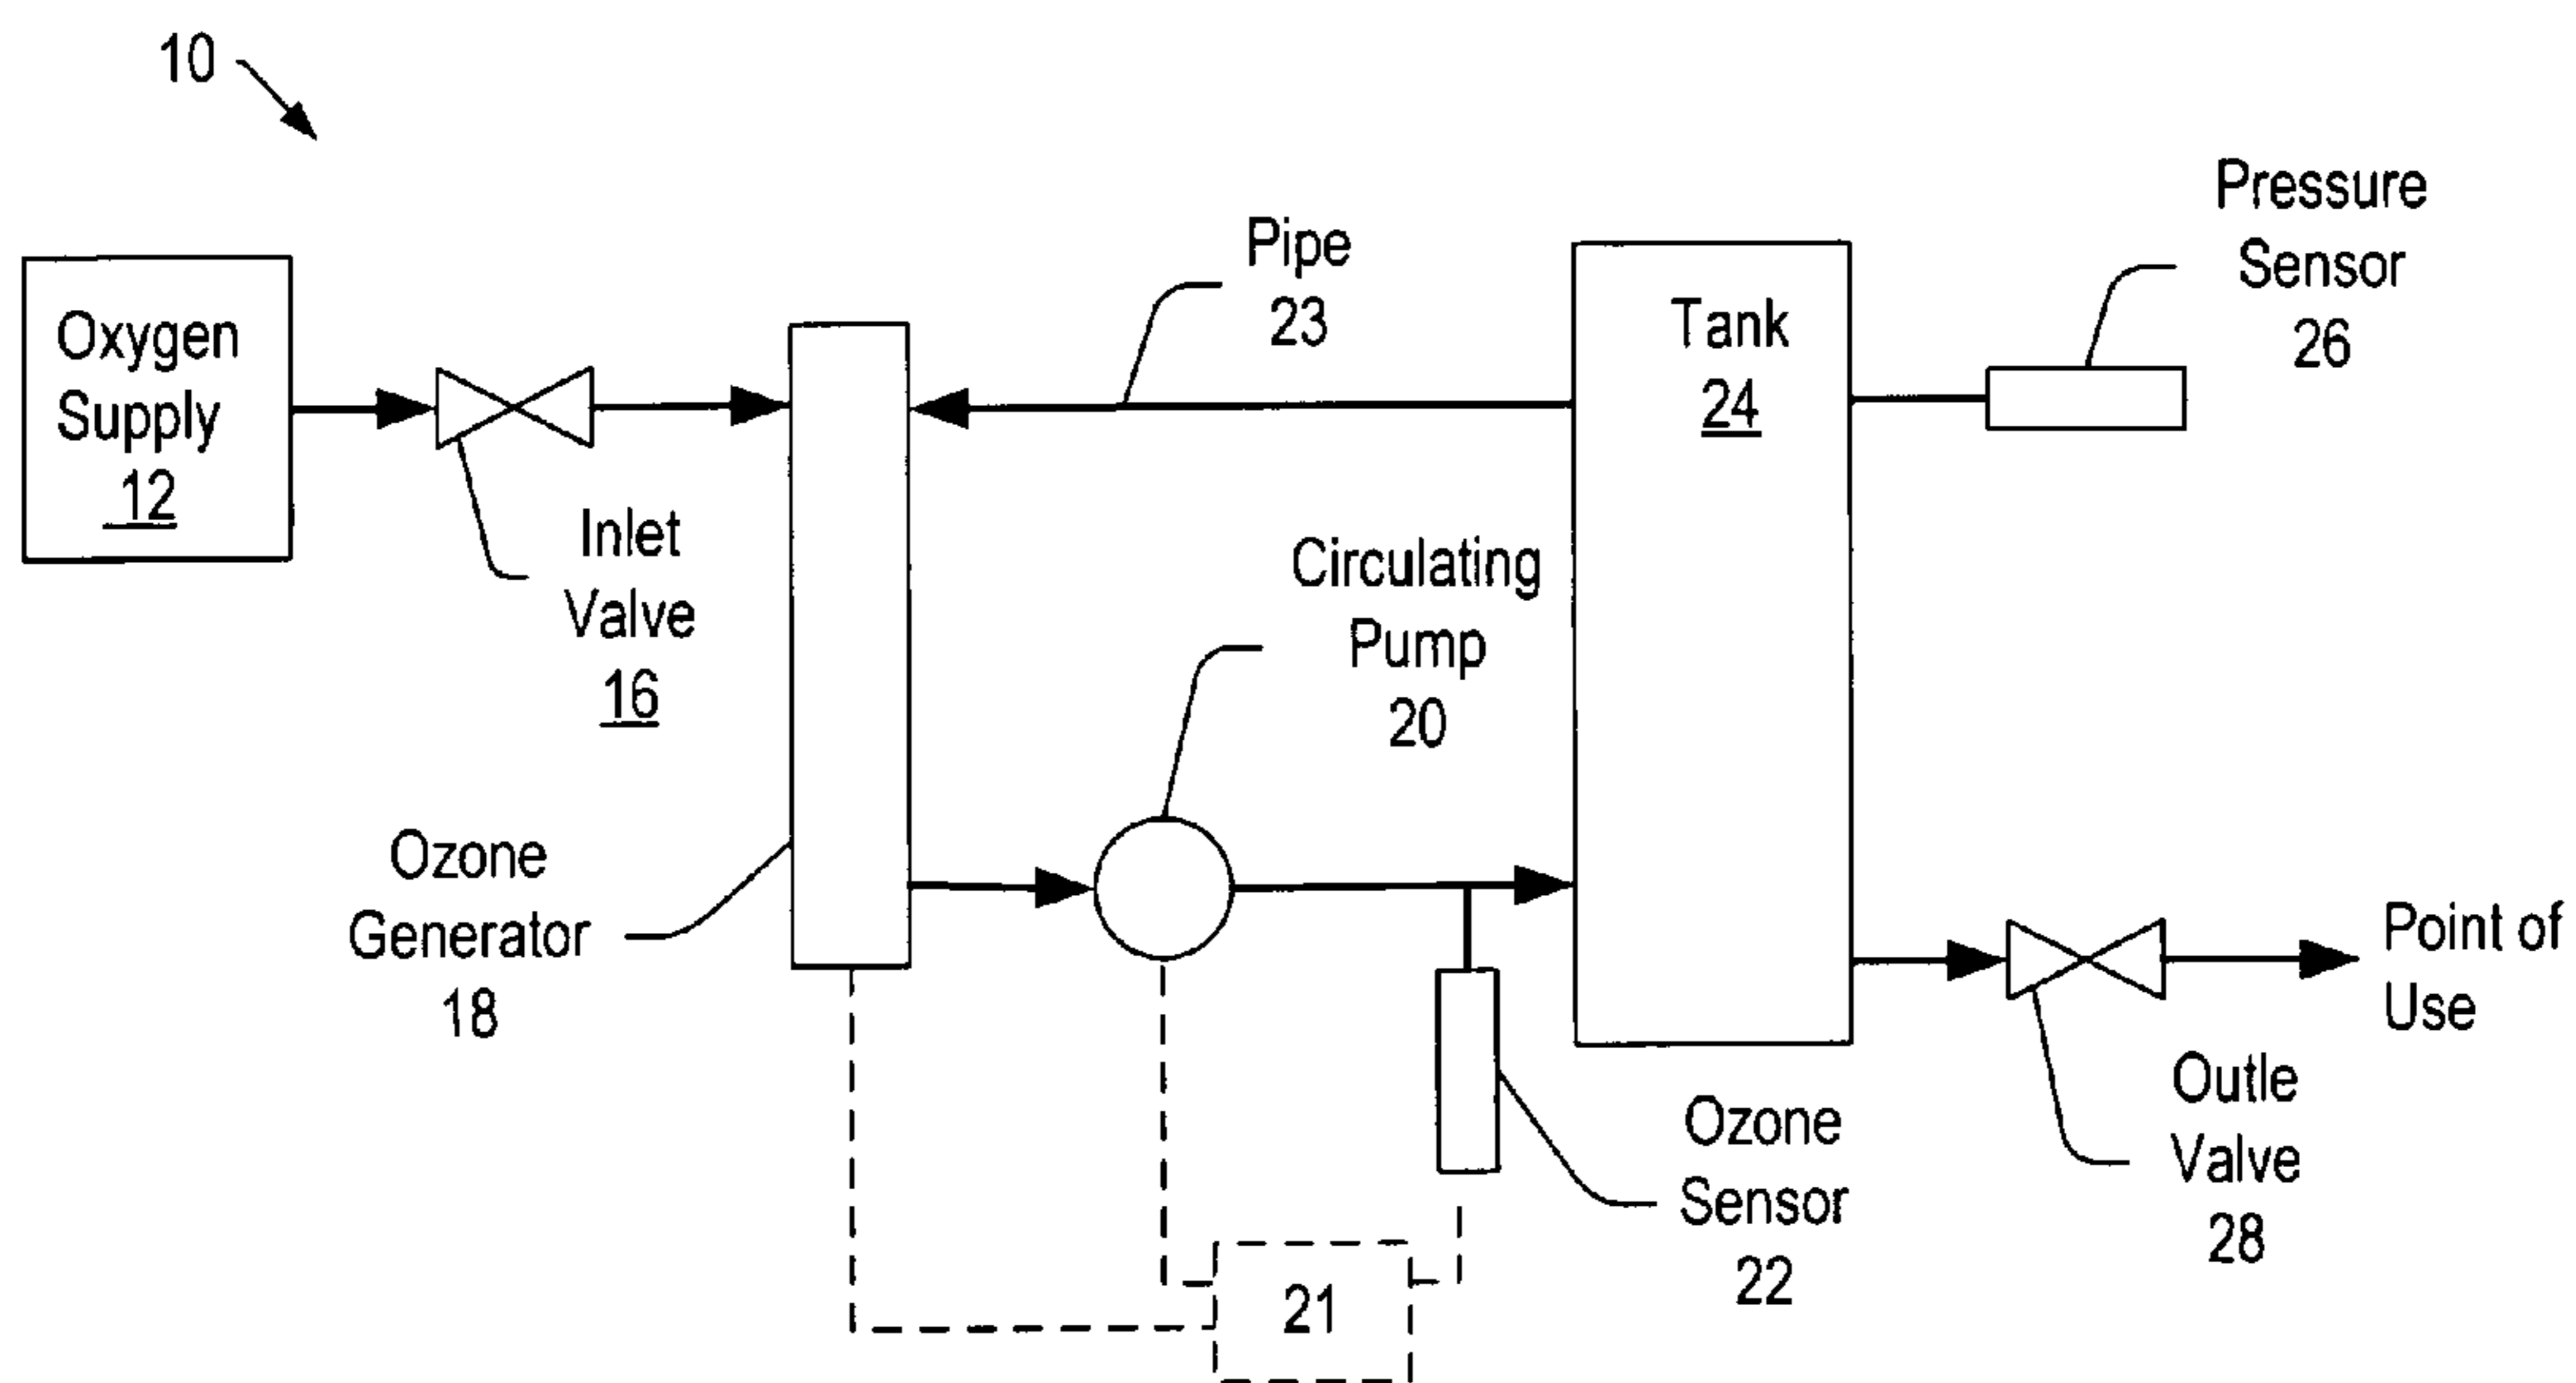 10
Oxygen
Supply
12
Inlet
Valve
16
Pipe
23
Tank
24
Pressure
Sensor
26
Circulating
Pump
20
Ozone
Generator
18
21
Ozone
Sensor
22
Point of
Use
Outle
Valve
28